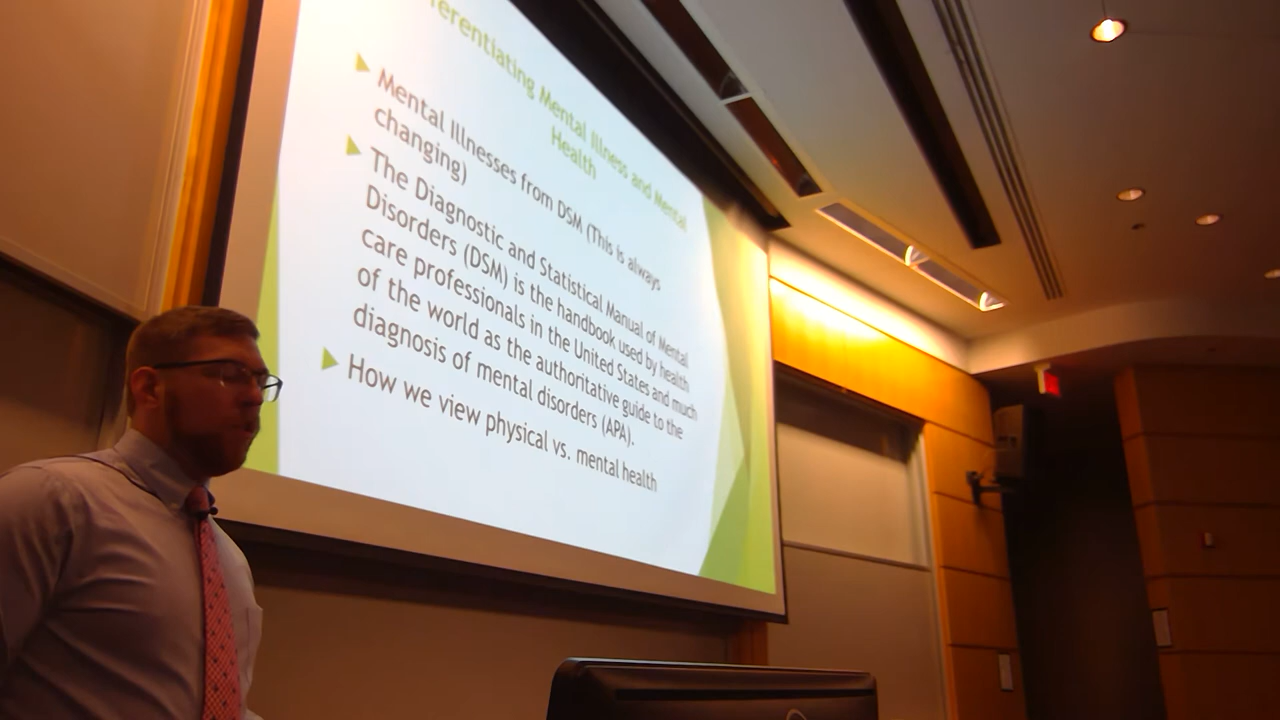 Mental Illness and Mental
Health
Mental Illnesses from DSM (This is always
changing)
The Diagnostic and Statistical Manual of Mental
Disorders (DSM) is the handbook used by health
care professionals in the United States and much
of the world as the authoritative guide to the
diagnosis of mental disorders (APA).
How we view physical vs. mental health